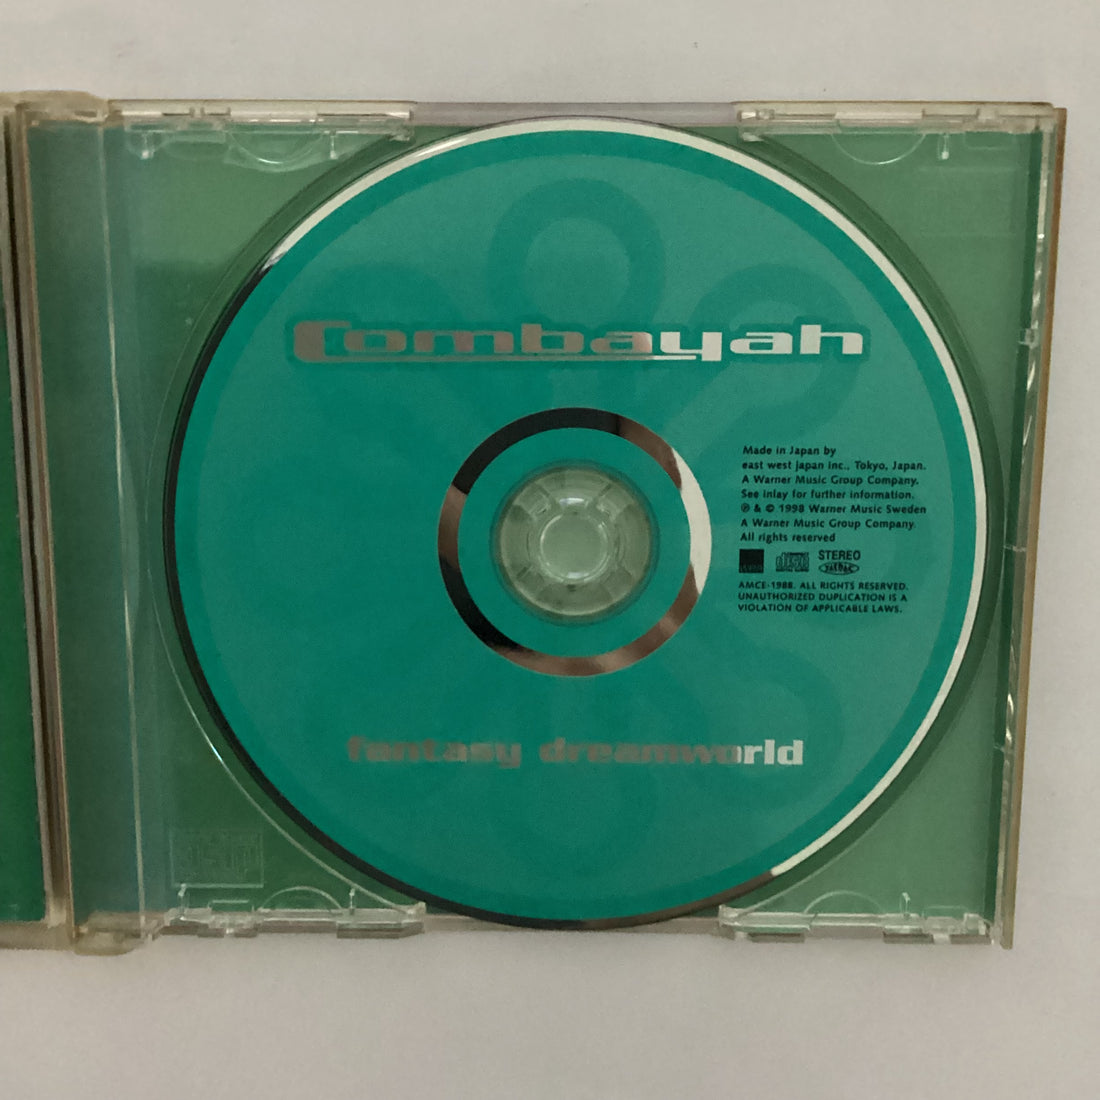 Combayah
Made in Japan by
east west japan inc., Tokyo, Japan.
A Warner Music Group Company.
See inlay for further information.
℗ & © 1998 Warner Music Sweden
A Warner Music Group Company.
All rights reserved
STEREO
AMCE-1988. ALL RIGHTS RESERVED.
UNAUTHORIZED DUPLICATION IS A
VIOLATION OF APPLICABLE LAWS.
fantasy dreamworld